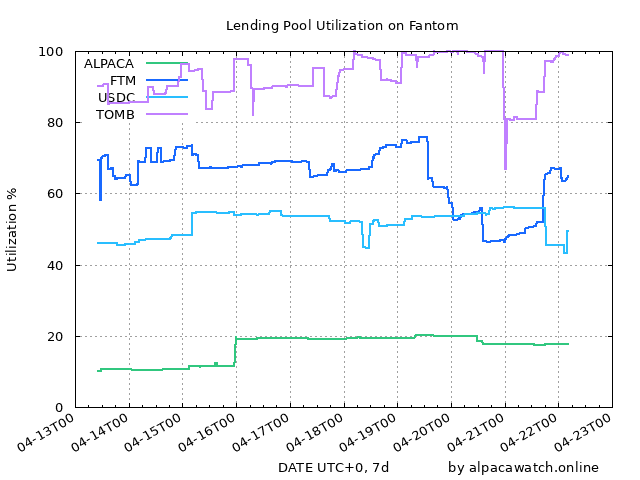 Lending Pool Utilization on Fantom
100
80
60
40
20
0
Utilization %
ALPACA
FTM
USDC
TOMB
04-13T00
04-14T00
04-15T00
04-16T00
04-17T00
04-18T00
04-19T00
04-20T00
04-21T00
04-22T00
04-23T00
DATE UTC+0, 7d
by alpacawatch.online